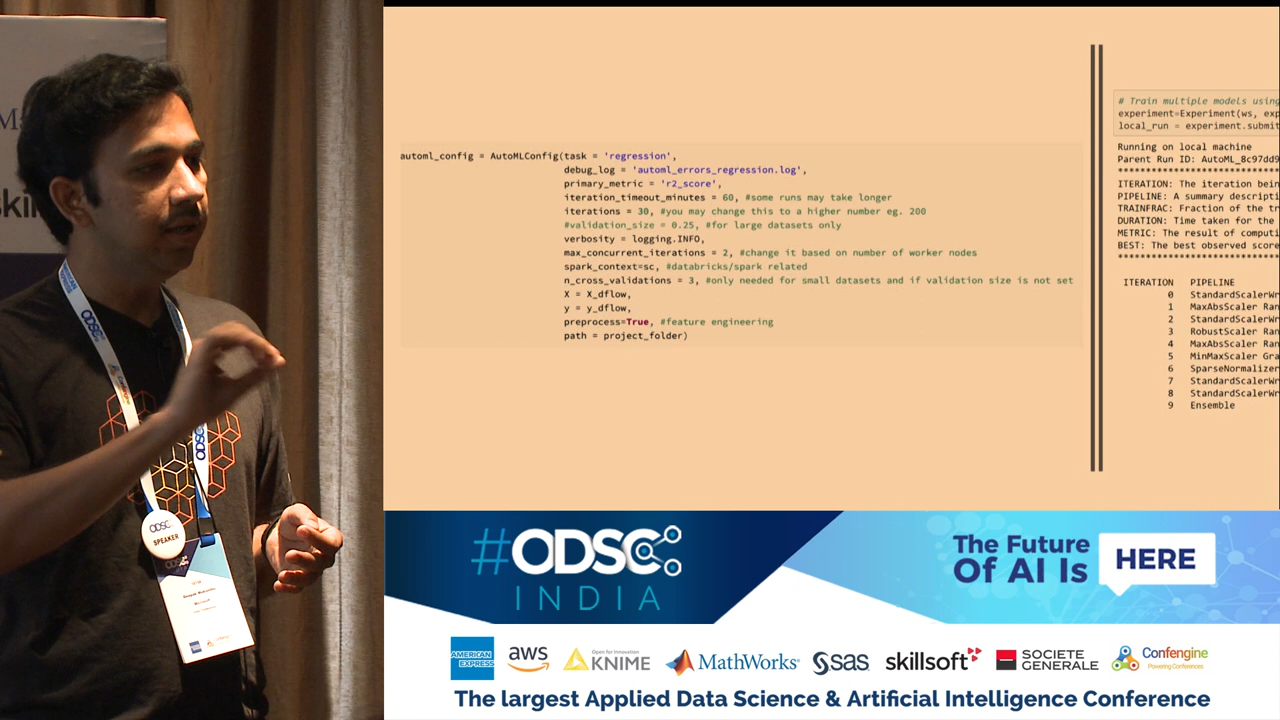 Ma
ski
ODSC
ODSC
ODSC
SPEAKER
automl_config = AutoMLConfig(task = 'regression',
debug_log = 'automl_errors_regression.log',
primary_metric = 'r2_score',
iteration_timeout_minutes = 60, #some runs may take longer
iterations = 30, #you may change this to a higher number eg. 200
#validation_size = 0.25, #for large datasets only
verbosity = logging.INFO,
max_concurrent_iterations = 2, #change it based on number of worker nodes
spark_context=sc, #databricks/spark related
n_cross_validations = 3, #only needed for small datasets and if validation size is not set
X = X_dflow,
y = y_dflow,
preprocess=True, #feature engineering
path = project_folder)
# Train multiple models using
experiment=Experiment(ws, exp
local_run = experiment.submit
Running on local machine
Parent Run ID: AutoML_8c97dd9
********************************
ITERATION: The iteration bein
PIPELINE: A summary descripti
TRAINFRAC: Fraction of the tr
DURATION: Time taken for the
METRIC: The result of computi
BEST: The best observed score
********************************
ITERATION PIPELINE
0 StandardScalerWr
1 MaxAbsScaler Ran
2 StandardScalerWr
3 RobustScaler Ran
4 MaxAbsScaler Ran
5 MinMaxScaler Gra
6 SparseNormalizer
7 StandardScalerWr
8 StandardScalerWr
9 Ensemble
#ODSC
INDIA
The Future
Of AI Is HERE
AMERICAN
EXPRESS
aws
Open for Innovation
KNIME
MathWorks
sas
skillsoft
SOCIETE
GENERALE
Confengine
Powering Conferences
The largest Applied Data Science & Artificial Intelligence Conference